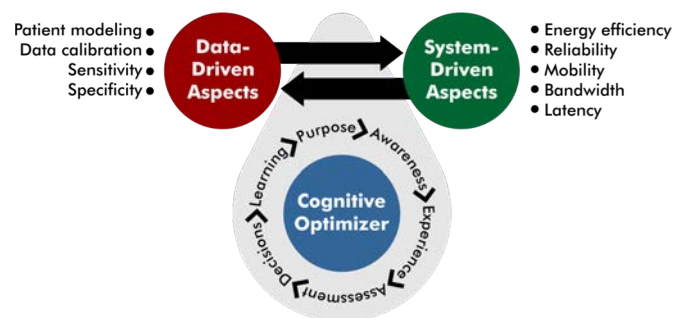 Patient modeling •
Data calibration •
Sensitivity •
Specificity •
Data-
Driven
Aspects
System-
Driven
Aspects
• Energy efficiency
• Reliability
• Mobility
• Bandwidth
• Latency
Purpose
Awareness
Experience
Assessment
Decisions
Learning
Cognitive
Optimizer